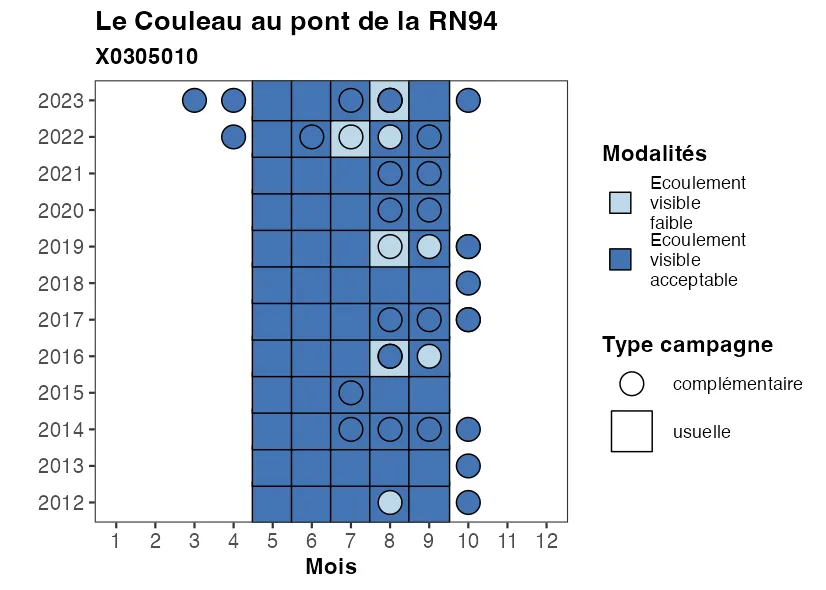 Le Couleau au pont de la RN94
X0305010
2023
2022
2021
2020
2019
2018
2017
2016
2015
2014
2013
2012
1 2 3 4 5 6 7 8 9 10 11 12
Mois
Modalités
Ecoulement
visible
faible
Ecoulement
visible
acceptable
Type campagne
complémentaire
usuelle